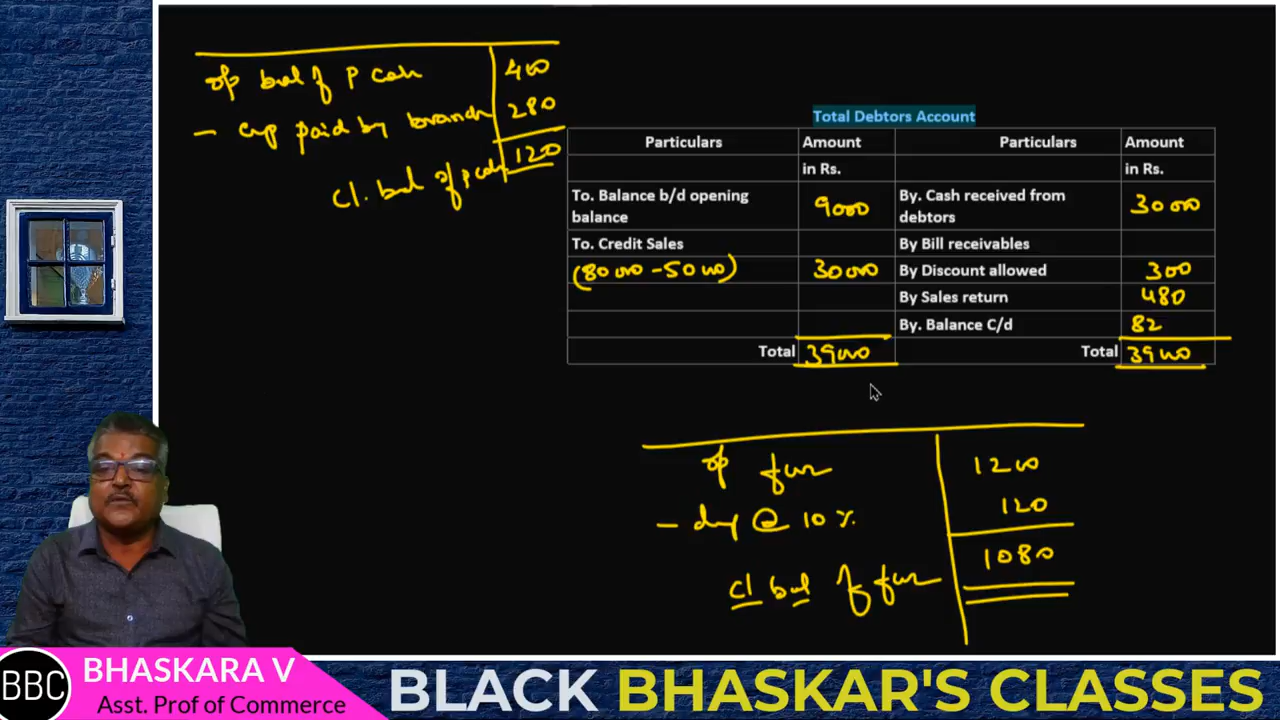 op bal of P cash 400
- exp paid by branch 280
cl. bal of p cash 120
Total Debtors Account
Particulars Amount Particulars Amount
in Rs. in Rs.
To. Balance b/d opening balance 9000 By. Cash received from debtors 30000
To. Credit Sales By Bill receivables
(80000 - 50000) 30000 By Discount allowed 300
By Sales return 480
By. Balance C/d 82
Total 39000 Total 39000
op fur 1200
- dep @ 10 %. 120
1080
cl bal of fur
BBC
BHASKARA V
Asst. Prof of Commerce
BLACK BHASKAR'S CLASSES